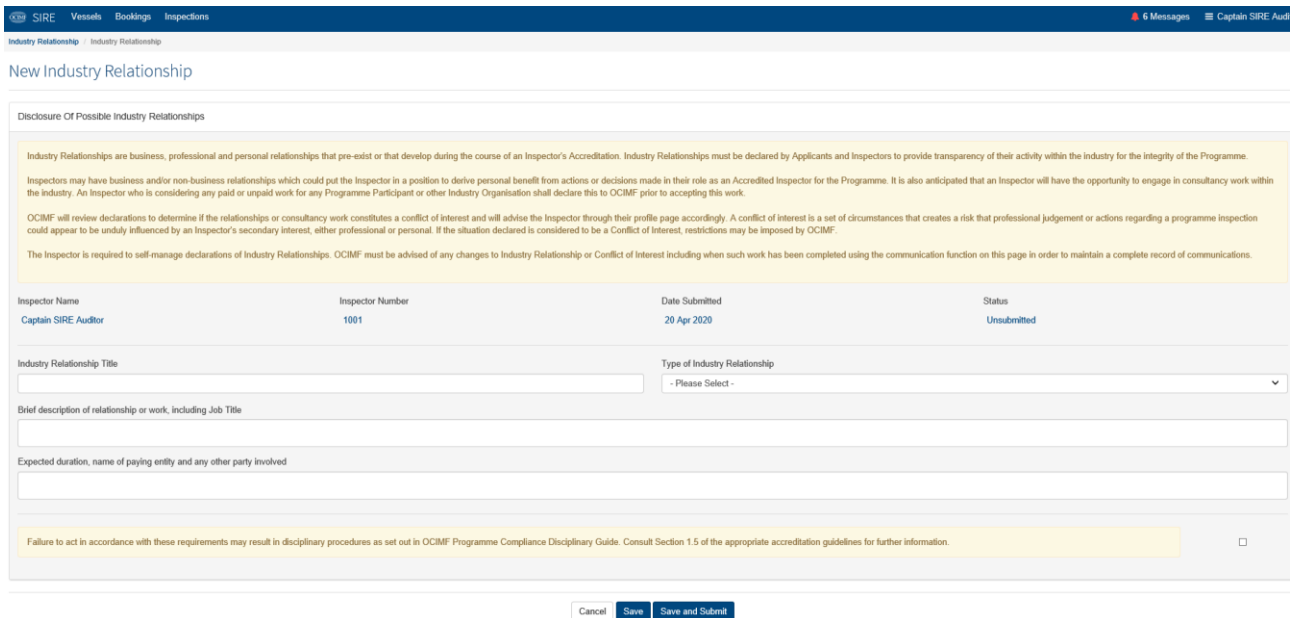 OCIMF SIRE Vessels Bookings Inspections 6 Messages Captain SIRE Audi
Industry Relationship / Industry Relationship
New Industry Relationship
Disclosure Of Possible Industry Relationships
Industry Relationships are business, professional and personal relationships that pre-exist or that develop during the course of an Inspector's Accreditation. Industry Relationships must be declared by Applicants and Inspectors to provide transparency of their activity within the industry for the integrity of the Programme.
Inspectors may have business and/or non-business relationships which could put the Inspector in a position to derive personal benefit from actions or decisions made in their role as an Accredited Inspector for the Programme. It is also anticipated that an Inspector will have the opportunity to engage in consultancy work within
the industry. An Inspector who is considering any paid or unpaid work for any Programme Participant or other Industry Organisation shall declare this to OCIMF prior to accepting this work.
OCIMF will review declarations to determine if the relationships or consultancy work constitutes a conflict of interest and will advise the Inspector through their profile page accordingly. A conflict of interest is a set of circumstances that creates a risk that professional judgement or actions regarding a programme inspection
could appear to be unduly influenced by an Inspector's secondary interest, either professional or personal. If the situation declared is considered to be a Conflict of Interest, restrictions may be imposed by OCIMF.
The Inspector is required to self-manage declarations of Industry Relationships. OCIMF must be advised of any changes to Industry Relationship or Conflict of Interest including when such work has been completed using the communication function on this page in order to maintain a complete record of communications.
Inspector Name Inspector Number Date Submitted Status
Captain SIRE Auditor 1001 20 Apr 2020 Unsubmitted
Industry Relationship Title Type of Industry Relationship
- Please Select -
Brief description of relationship or work, including Job Title
Expected duration, name of paying entity and any other party involved
Failure to act in accordance with these requirements may result in disciplinary procedures as set out in OCIMF Programme Compliance Disciplinary Guide. Consult Section 1.5 of the appropriate accreditation guidelines for further information.
Cancel Save Save and Submit